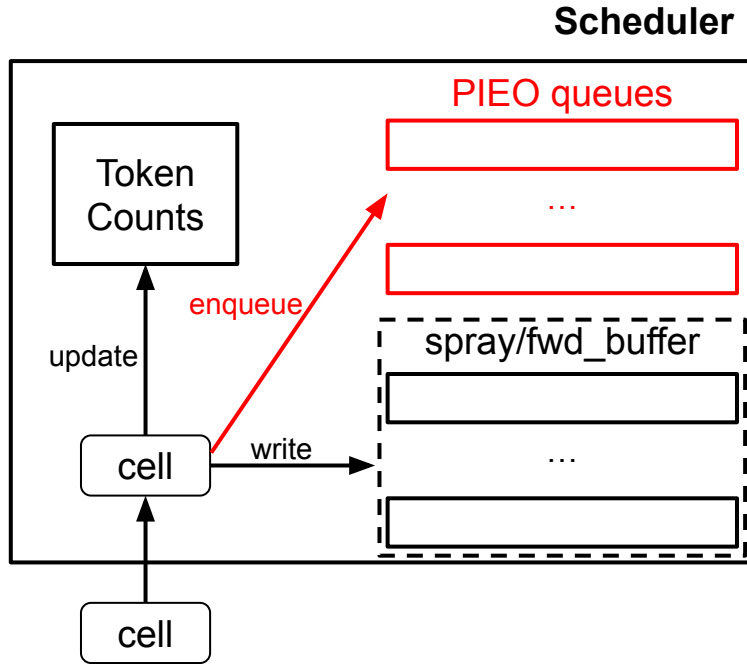 Scheduler
PIEO queues
Token
Counts
...
enqueue
update
spray/fwd_buffer
cell
write
...
cell